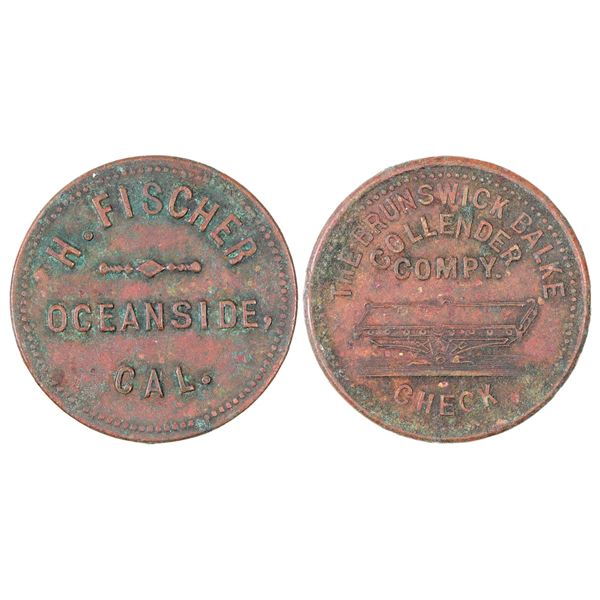 H. FISCHER
OCEANSIDE,
CAL.
THE BRUNSWICK BALKE
COLLENDER
COMPY.
CHECK